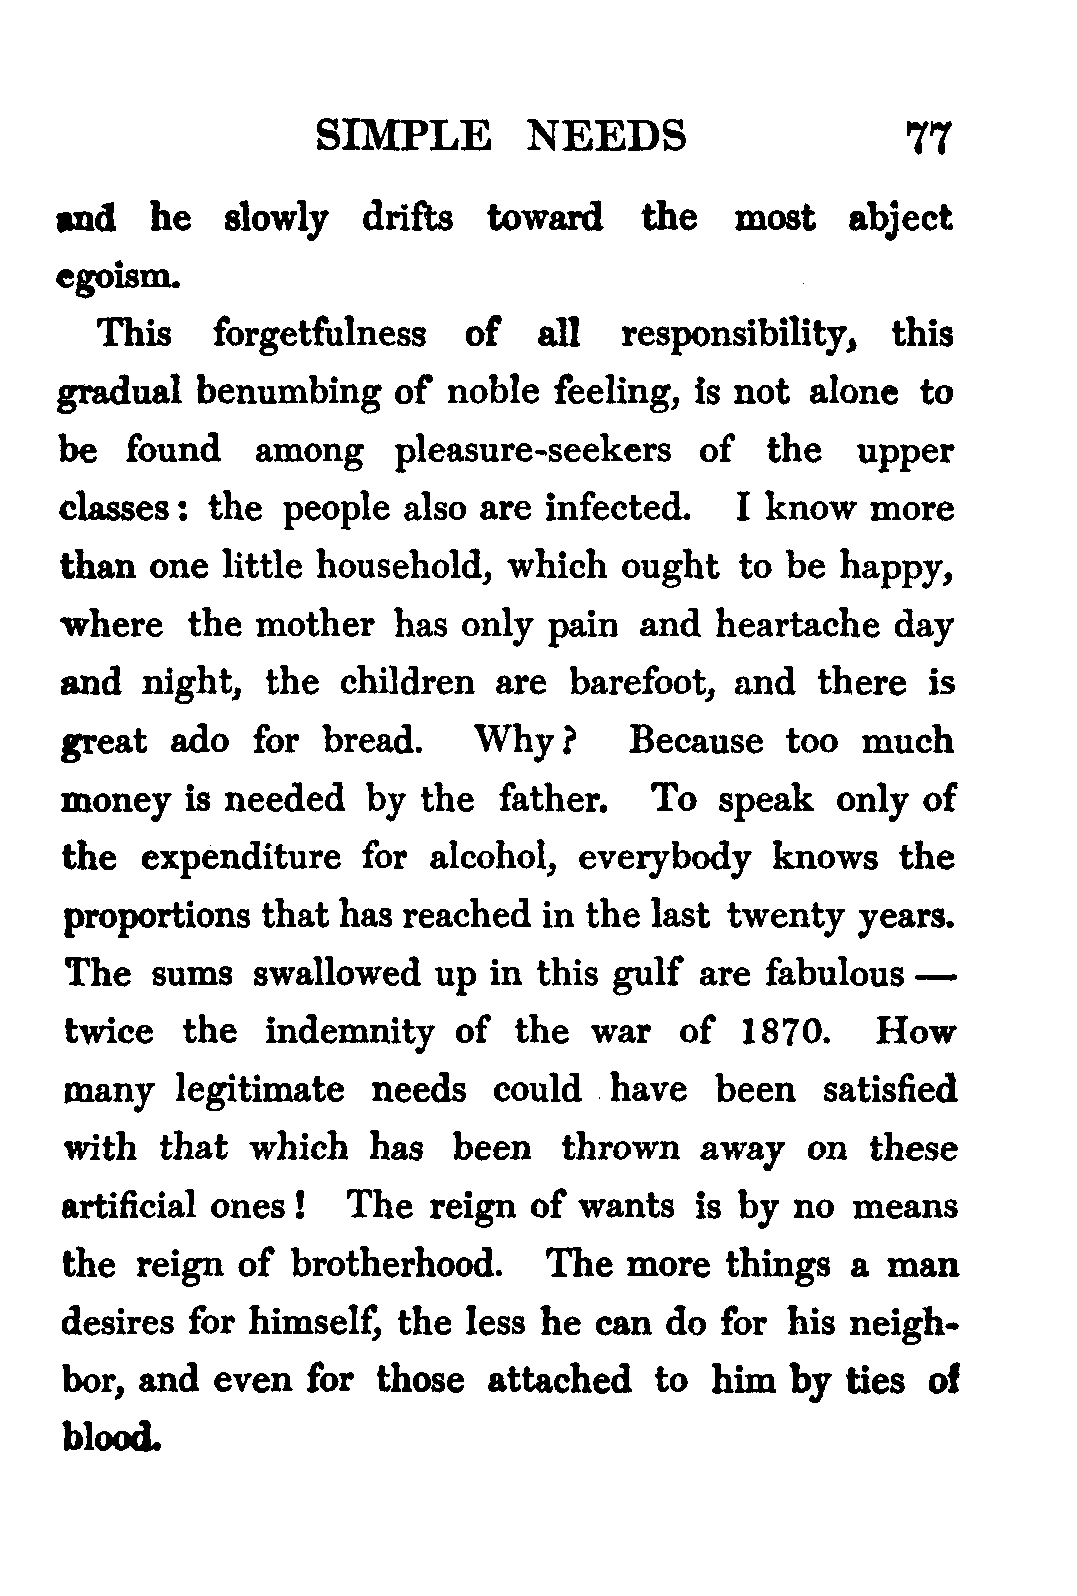 SIMPLE NEEDS 77
and he slowly drifts toward the most abject
egoism.
This forgetfulness of all responsibility, this
gradual benumbing of noble feeling, is not alone to
be found among pleasure-seekers of the upper
classes: the people also are infected. I know more
than one little household, which ought to be happy,
where the mother has only pain and heartache day
and night, the children are barefoot, and there is
great ado for bread. Why? Because too much
money is needed by the father. To speak only of
the expenditure for alcohol, everybody knows the
proportions that has reached in the last twenty years.
The sums swallowed up in this gulf are fabulous —
twice the indemnity of the war of 1870. How
many legitimate needs could have been satisfied
with that which has been thrown away on these
artificial ones! The reign of wants is by no means
the reign of brotherhood. The more things a man
desires for himself, the less he can do for his neigh-
bor, and even for those attached to him by ties of
blood.